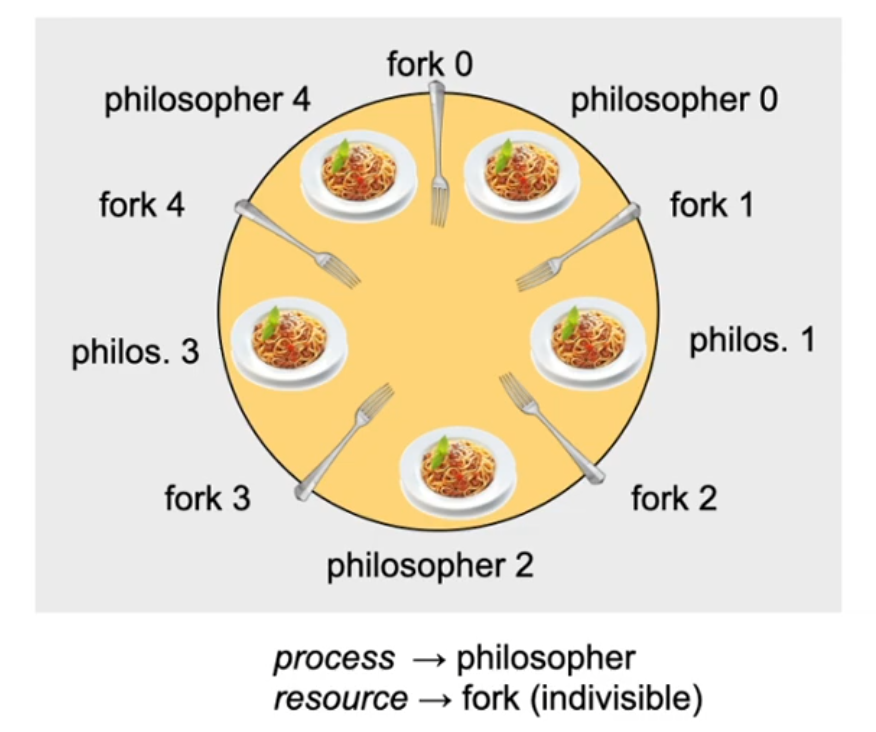 fork 0
philosopher 4
philosopher 0
fork 4
fork 1
philos. 3
philos. 1
fork 3
fork 2
philosopher 2
process → philosopher
resource → fork (indivisible)